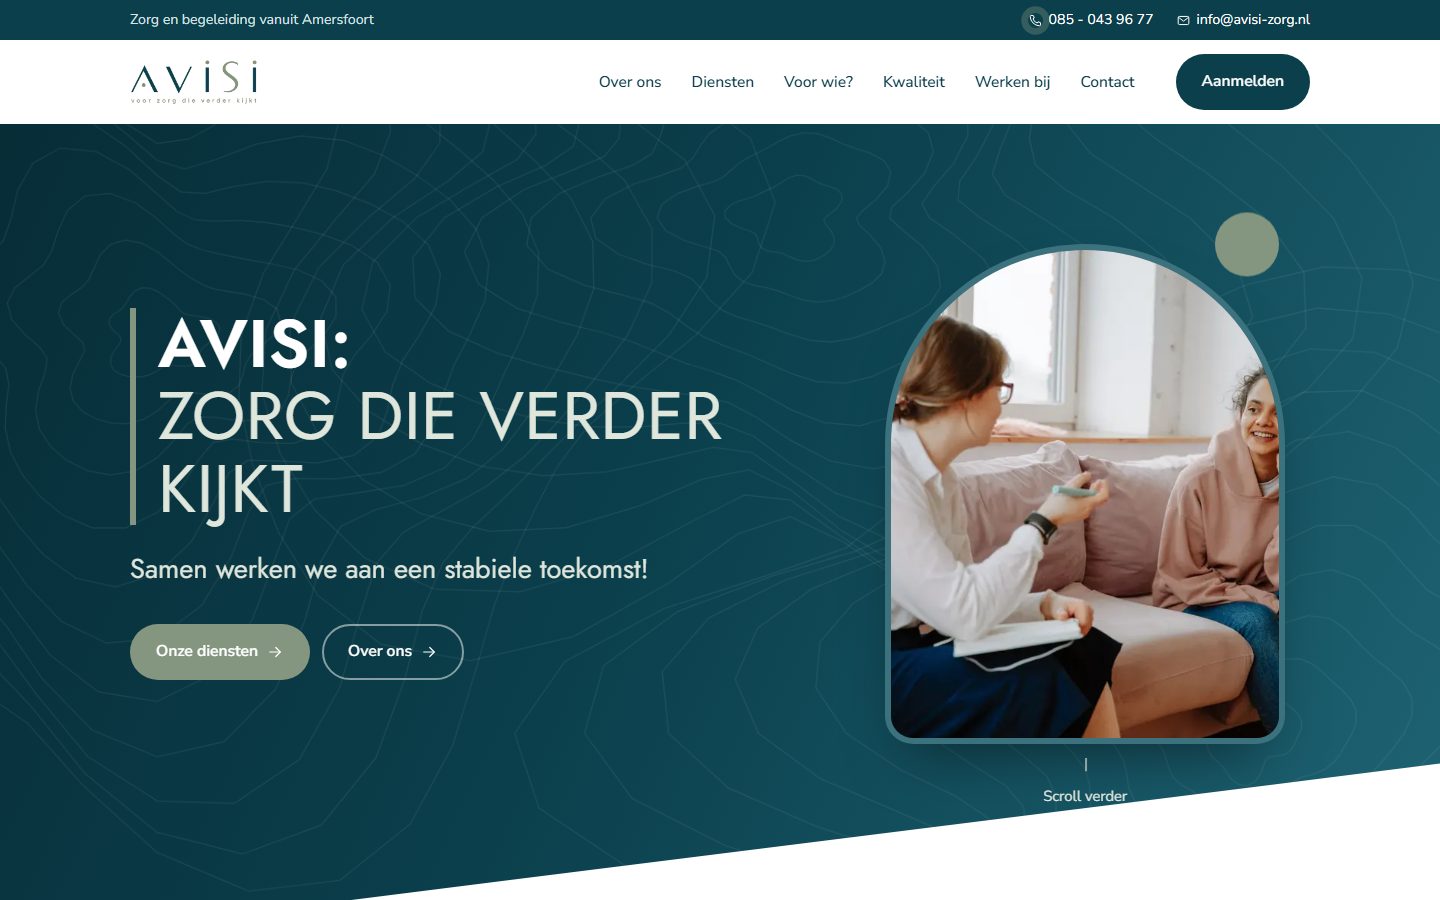 Zorg en begeleiding vanuit Amersfoort
085 - 043 96 77
info@avisi-zorg.nl
AViSi
voor zorg die verder kijkt
Over ons
Diensten
Voor wie?
Kwaliteit
Werken bij
Contact
Aanmelden
AVISI:
ZORG DIE VERDER
KIJKT
Samen werken we aan een stabiele toekomst!
Onze diensten
Over ons
Scroll verder